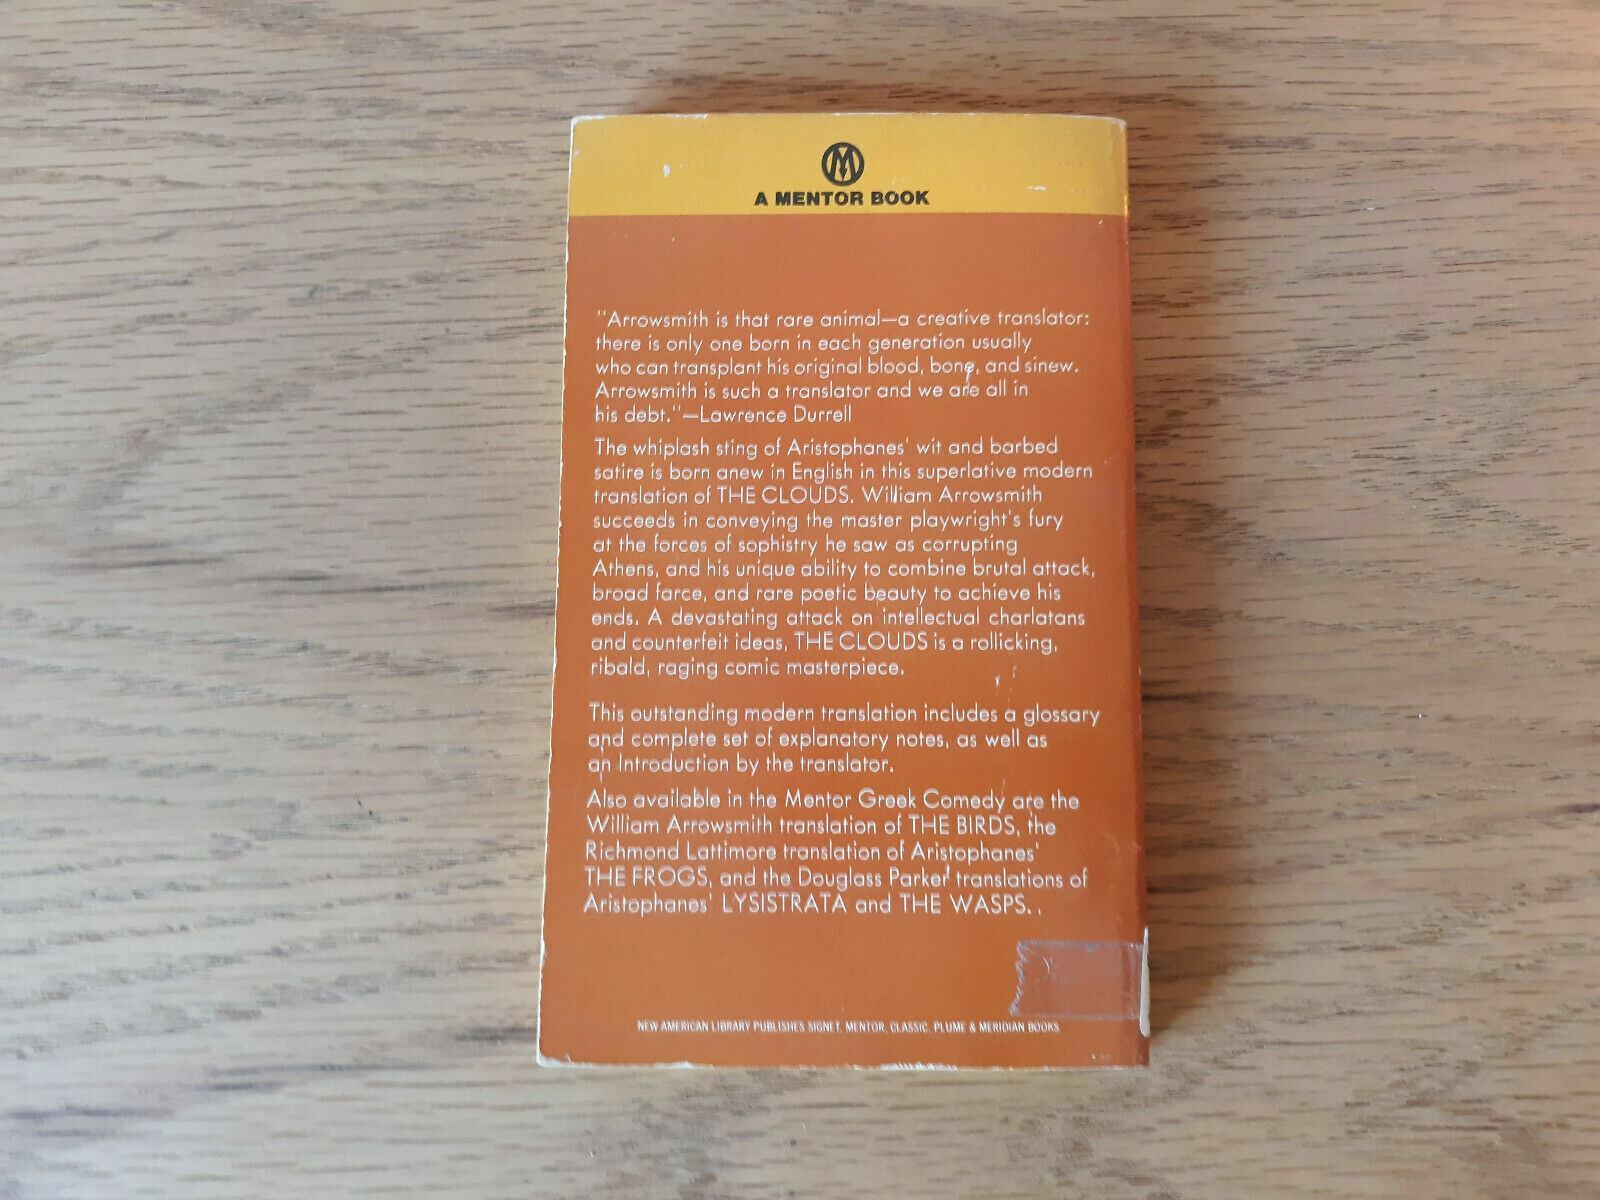 M
A MENTOR BOOK
"Arrowsmith is that rare animal—a creative translator:
there is only one born in each generation usually
who can transplant his original blood, bone, and sinew.
Arrowsmith is such a translator and we are all in
his debt."—Lawrence Durrell
The whiplash sting of Aristophanes' wit and barbed
satire is born anew in English in this superlative modern
translation of THE CLOUDS. William Arrowsmith
succeeds in conveying the master playwright's fury
at the forces of sophistry he saw as corrupting
Athens, and his unique ability to combine brutal attack,
broad farce, and rare poetic beauty to achieve his
ends. A devastating attack on intellectual charlatans
and counterfeit ideas, THE CLOUDS is a rollicking,
ribald, raging comic masterpiece.
This outstanding modern translation includes a glossary
and complete set of explanatory notes, as well as
an Introduction by the translator.
Also available in the Mentor Greek Comedy are the
William Arrowsmith translation of THE BIRDS, the
Richmond Lattimore translation of Aristophanes'
THE FROGS, and the Douglass Parker translations of
Aristophanes' LYSISTRATA and THE WASPS. .
NEW AMERICAN LIBRARY PUBLISHES SIGNET, MENTOR, CLASSIC, PLUME & MERIDIAN BOOKS